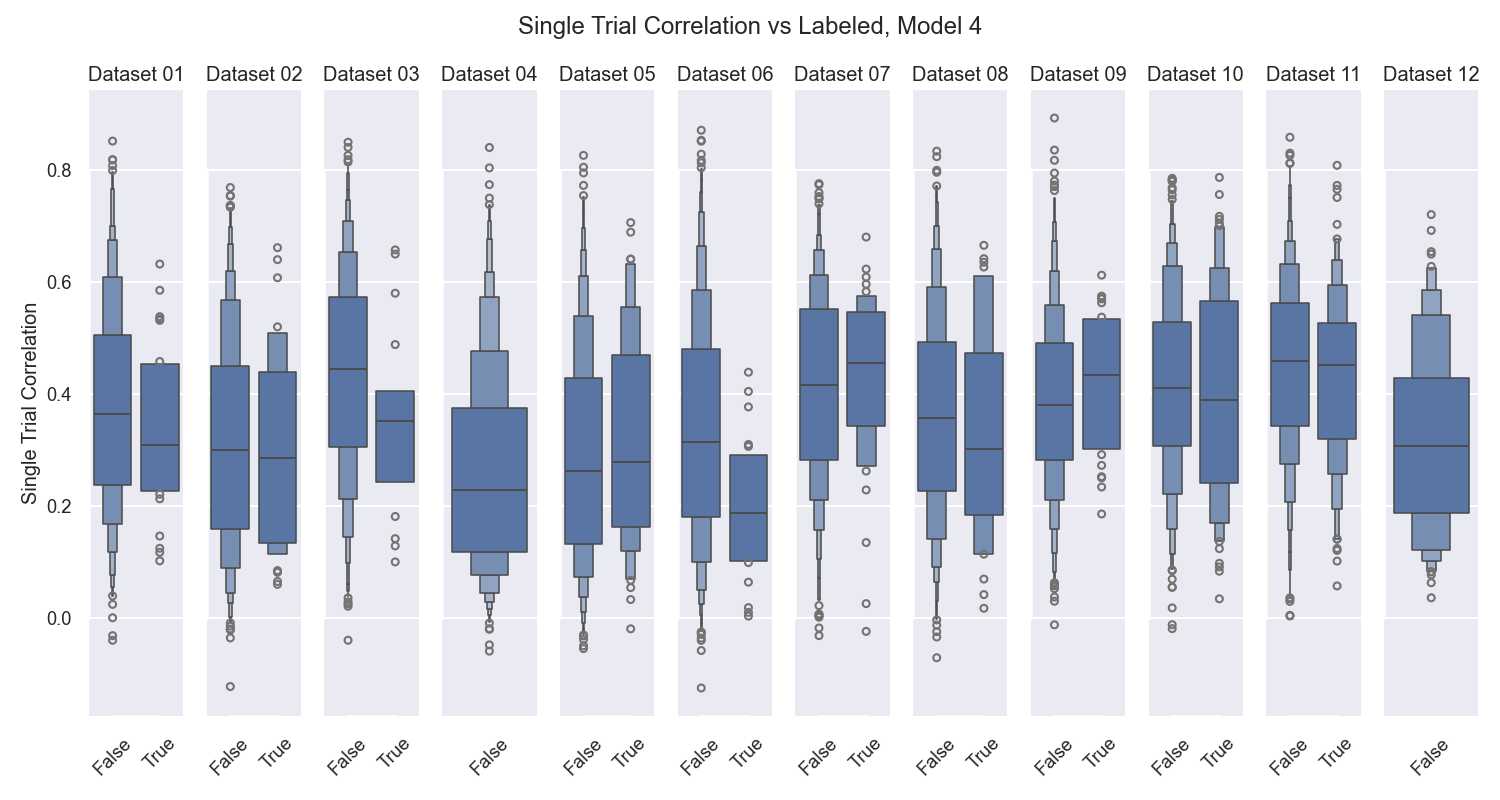 Single Trial Correlation vs Labeled, Model 4
Dataset 01 Dataset 02 Dataset 03 Dataset 04 Dataset 05 Dataset 06 Dataset 07 Dataset 08 Dataset 09 Dataset 10 Dataset 11 Dataset 12
Single Trial Correlation
0.8
0.6
0.4
0.2
0.0
False True False True False True False False True False True False True False True False True False True False True False